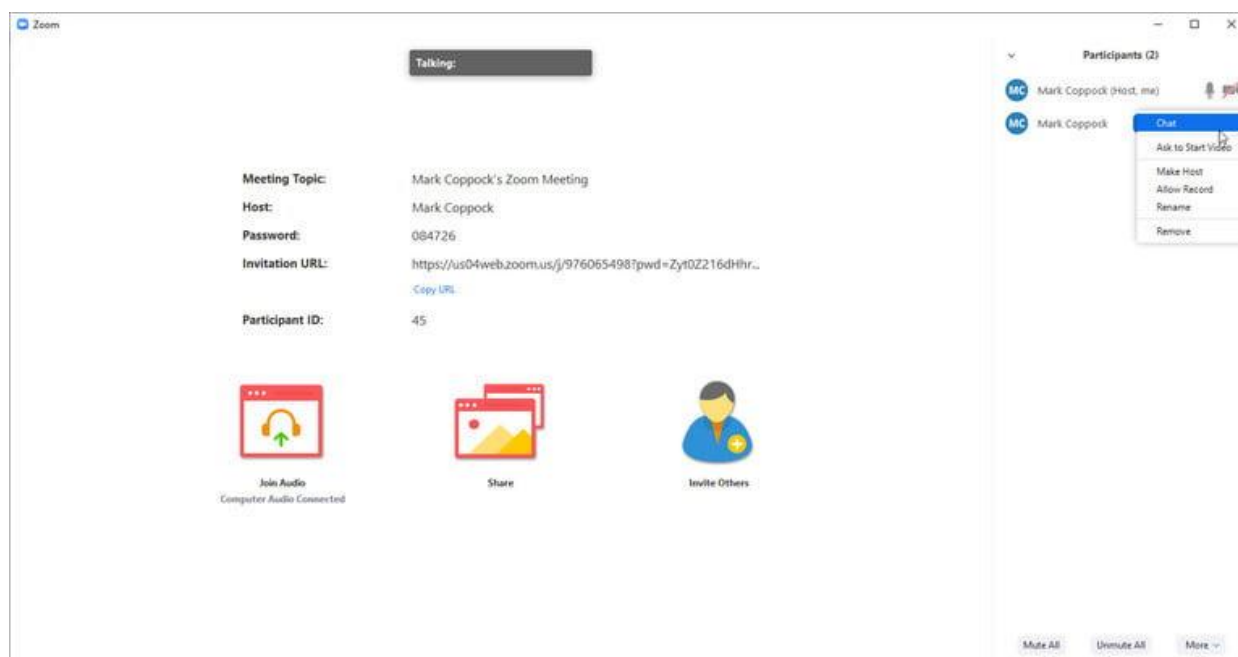 Zoom
Talking:
Meeting Topic: Mark Coppock's Zoom Meeting
Host: Mark Coppock
Password: 084726
Invitation URL: https://us04web.zoom.us/j/976065498?pwd=Zyt0Z216dHhr...
Copy URL
Participant ID: 45
Join Audio
Computer Audio Connected
Share
Invite Others
Participants (2)
MC Mark Coppock (Host, me)
MC Mark Coppock
Chat
Ask to Start Video
Make Host
Allow Record
Rename
Remove
Mute All Unmute All More